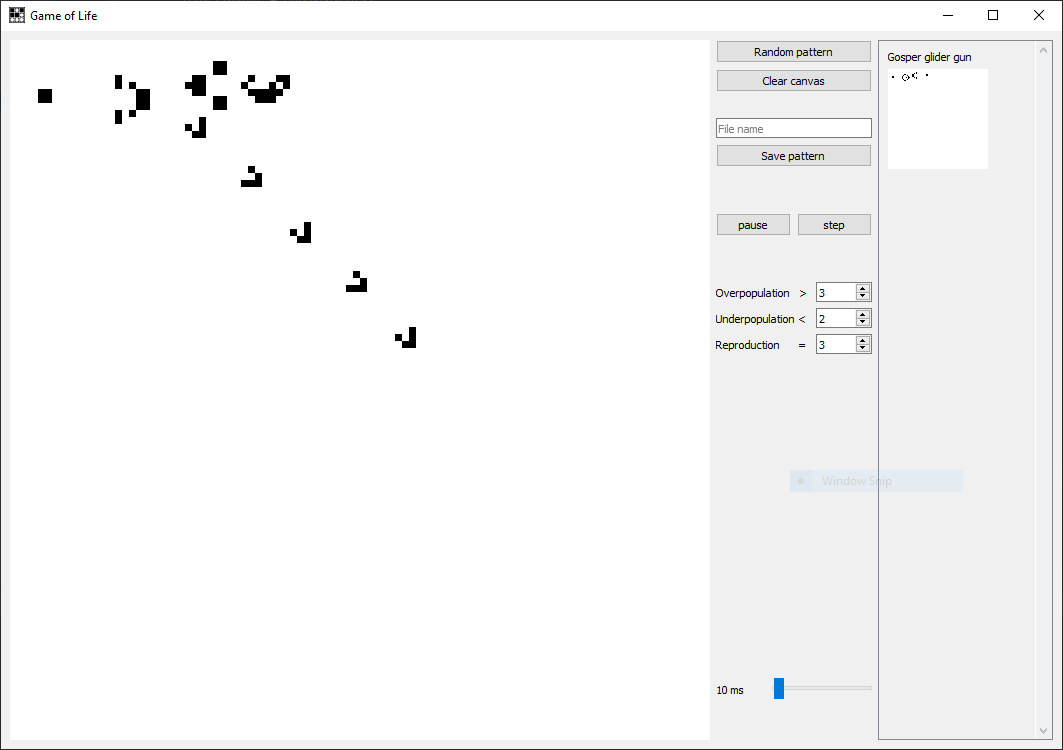 Game of Life
Random pattern
Clear canvas
File name
Save pattern
pause
step
Overpopulation > 3
Underpopulation < 2
Reproduction = 3
Window Snip
10 ms
Gosper glider gun